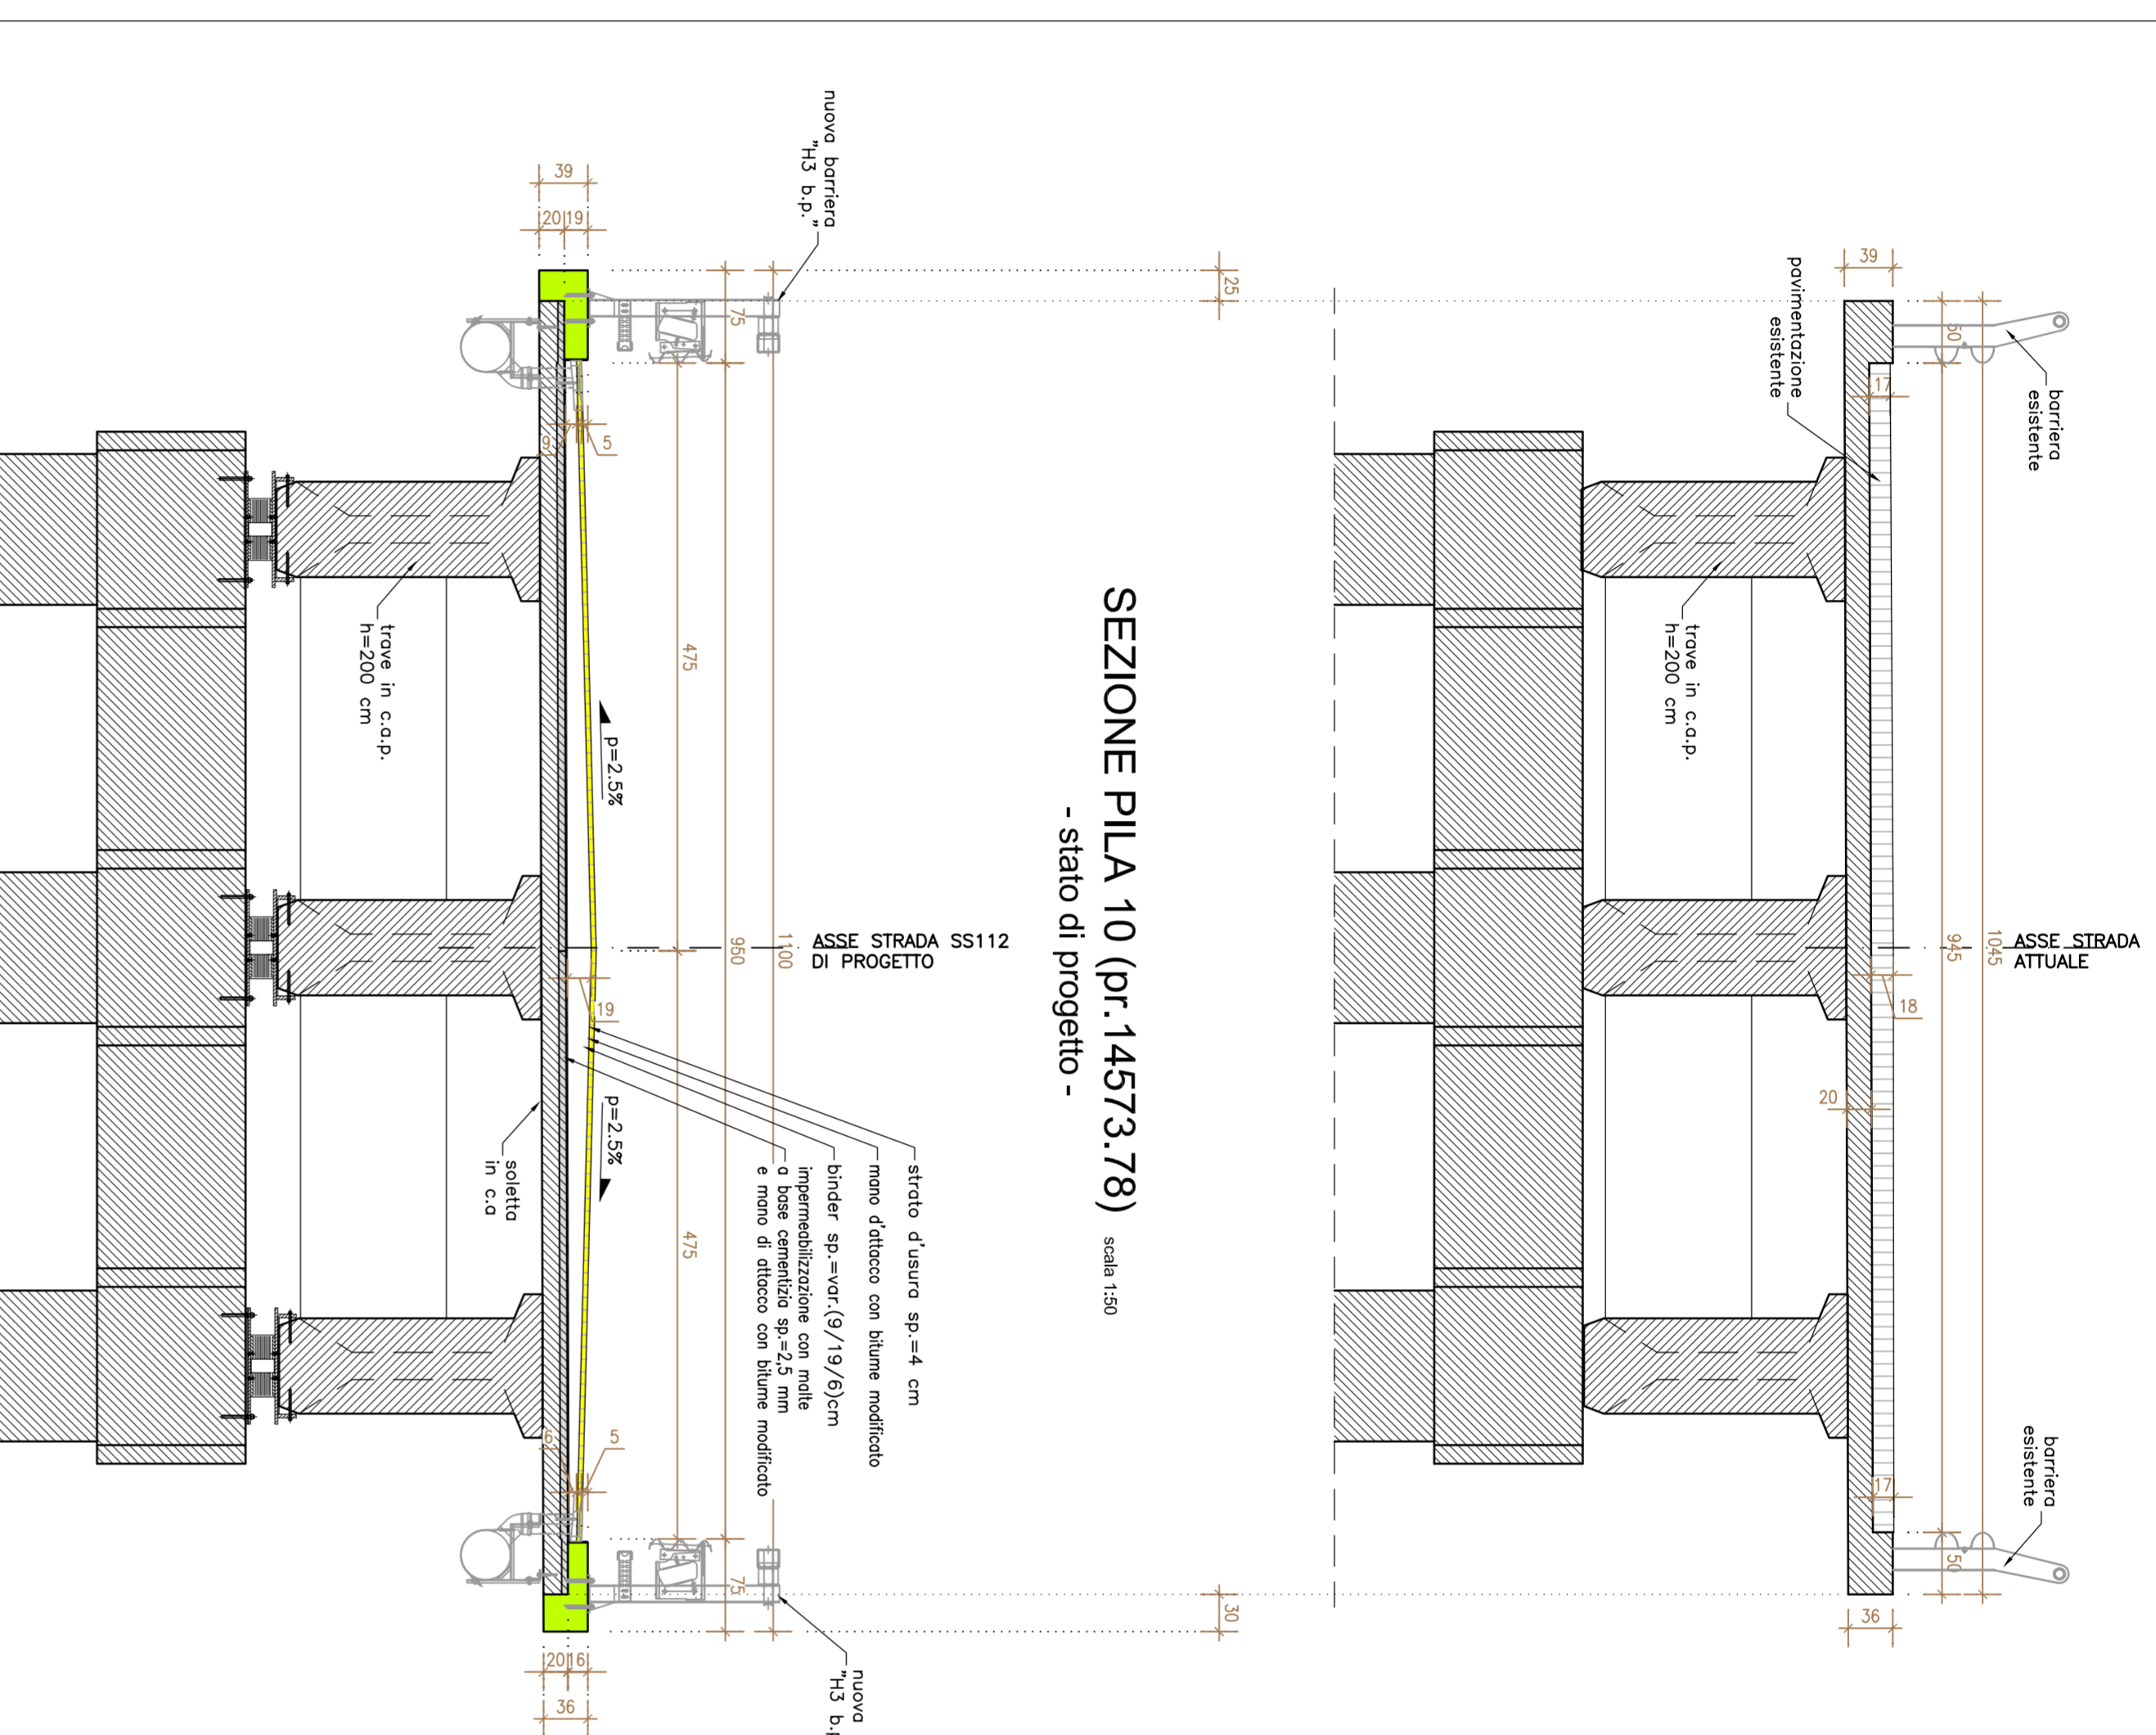 barriera
esistente
pavimentazione
esistente
39
50
17
1045
945
ASSE STRADA
ATTUALE
18
20
trave in c.a.p.
h=200 cm
17
50
36
barriera
esistente
SEZIONE PILA 10 (pr.14573.78) scala 1:50
- stato di progetto -
25
30
nuova barriera
"H3 b.p."
39
20 19
75
9
5
475
950
1100
475
p=2.5%
p=2.5%
ASSE STRADA SS112
DI PROGETTO
19
strato d'usura sp.=4 cm
mano d'attacco con bitume modificato
binder sp.=var.(9/19/6)cm
impermeabilizzazione con malte
a base cementizia sp.=2,5 mm
e mano di attacco con bitume modificato
soletta
in c.a
trave in c.a.p.
h=200 cm
6
5
75
20 16
36
nuova
"H3 b.p